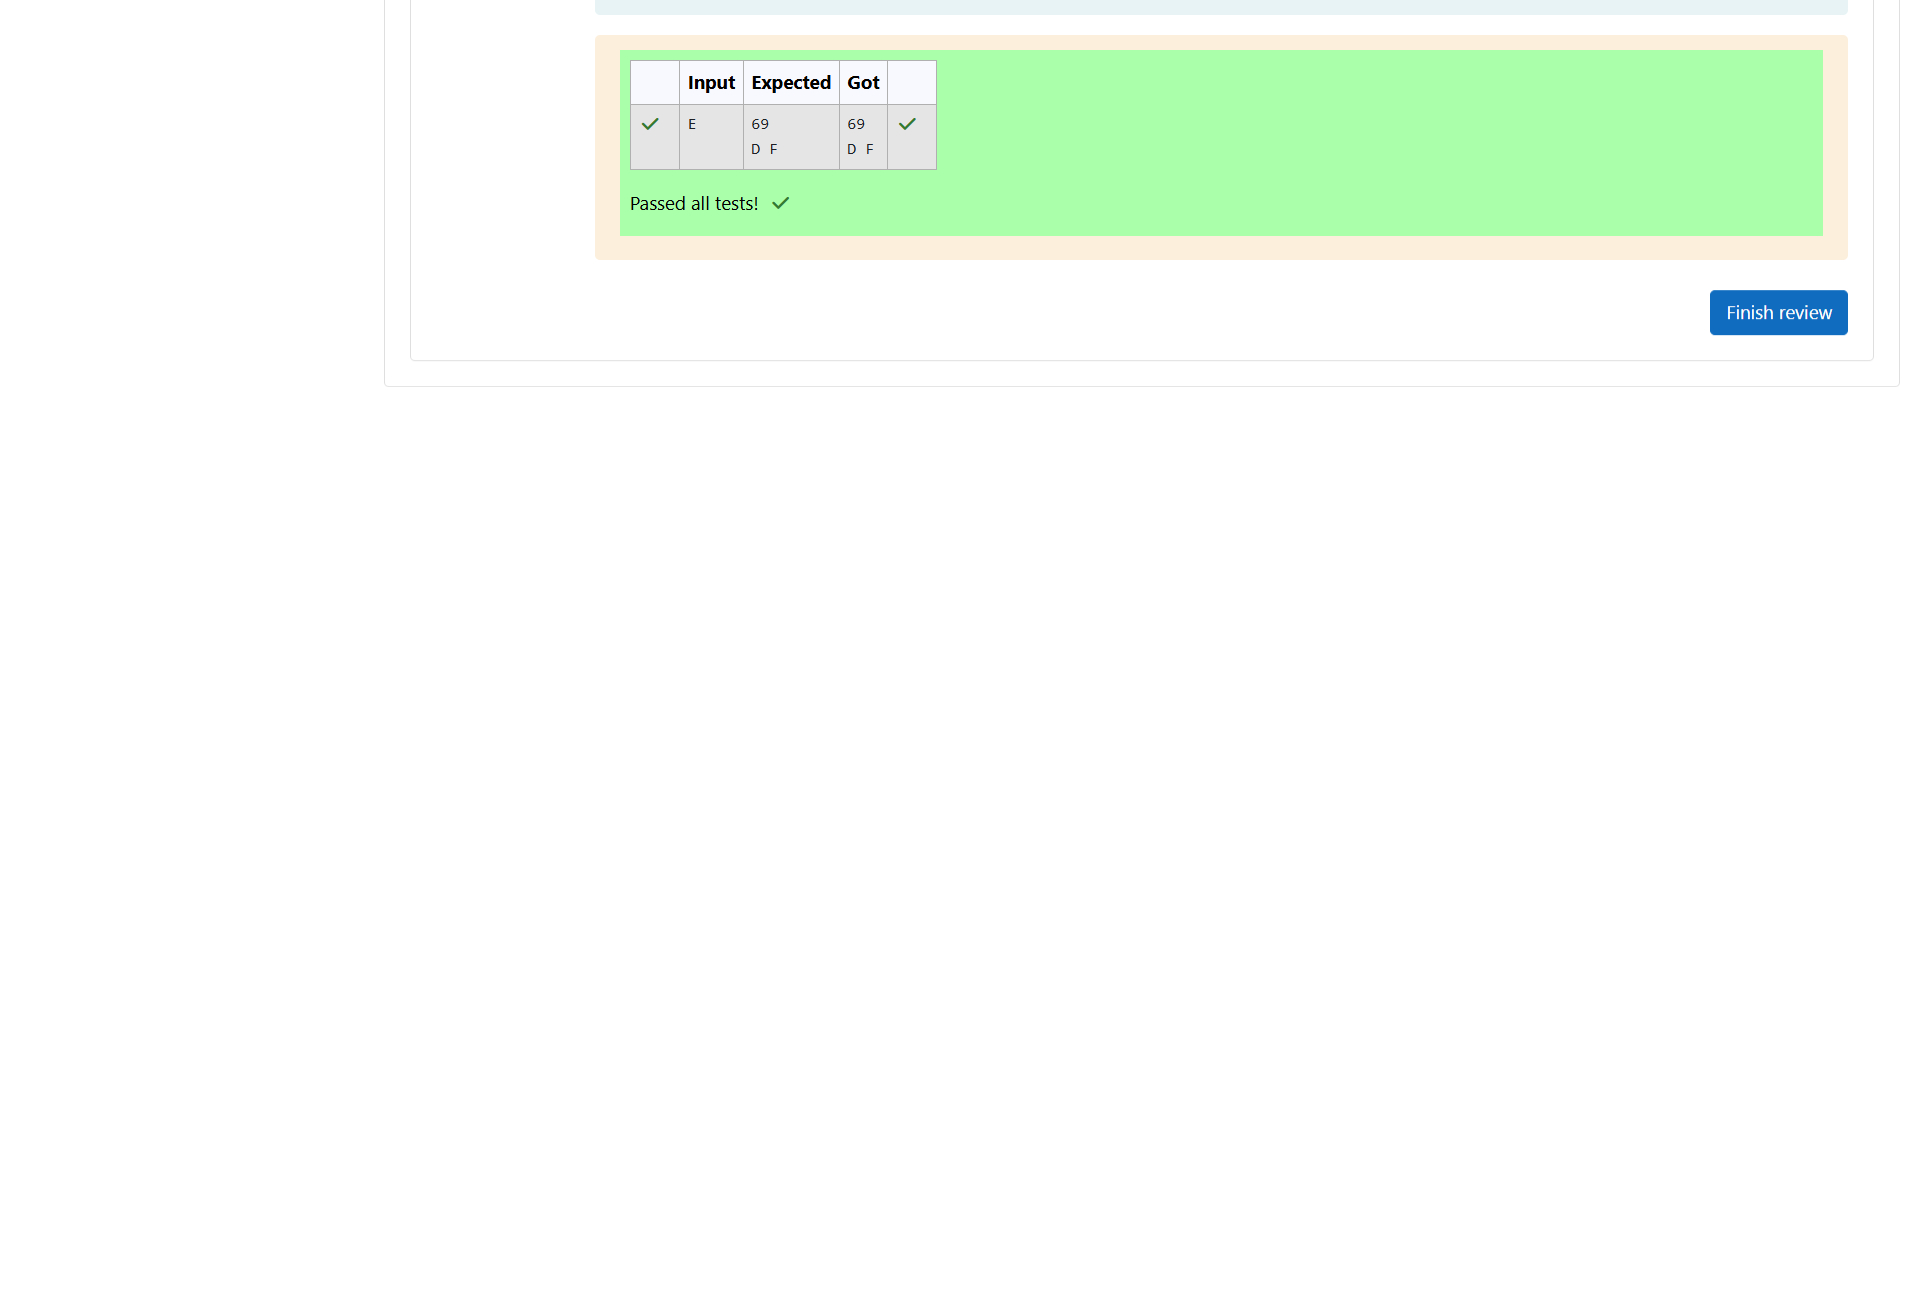 Input Expected Got
E 69 69
D F D F
Passed all tests!
Finish review